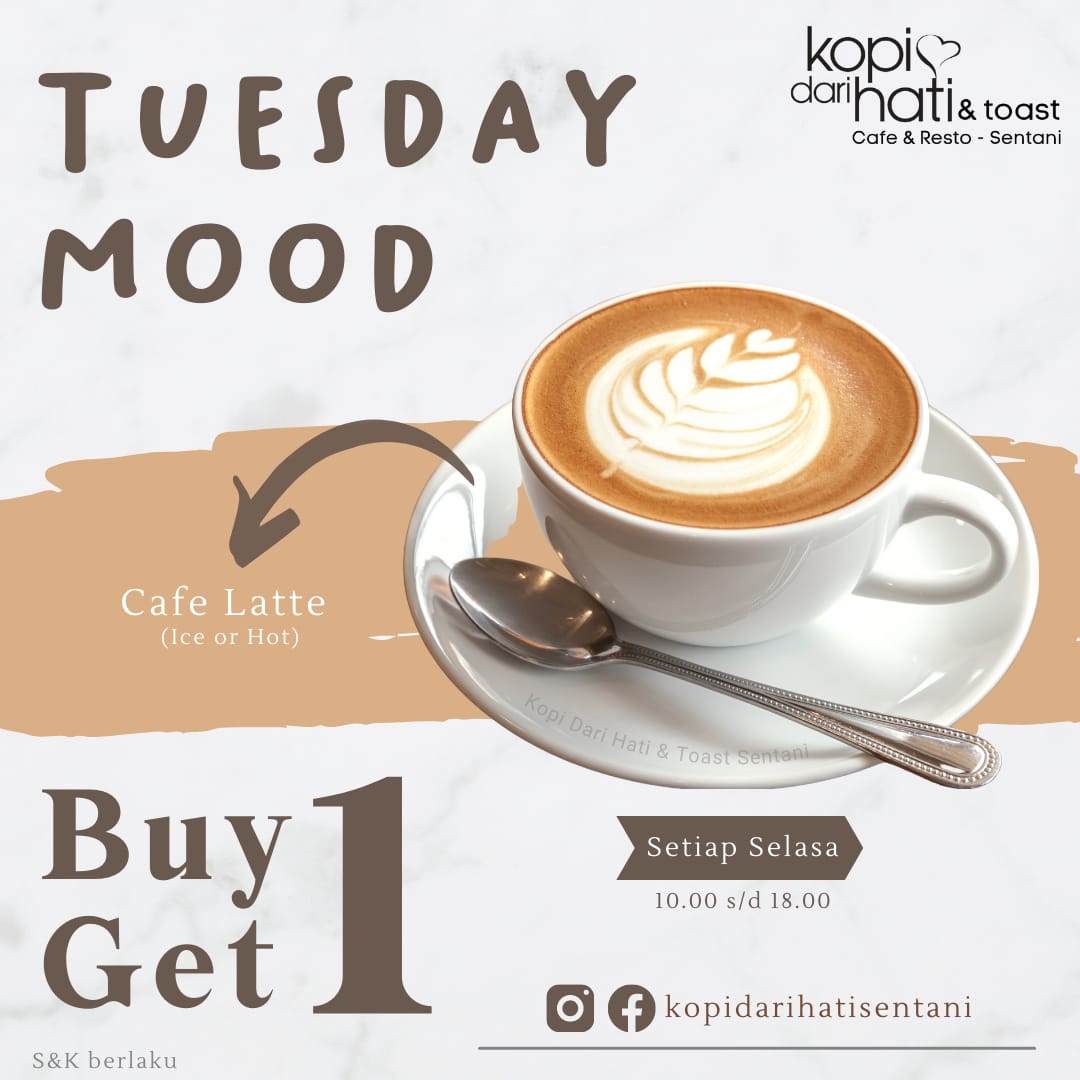 TUESDAY
MOOD
kopi
dari hati & toast
Cafe & Resto - Sentani
Cafe Latte
(Ice or Hot)
Kopi Dari Hati & Toast Sentani
Buy
Get 1
Setiap Selasa
10.00 s/d 18.00
kopidarihatisentani
S&K berlaku